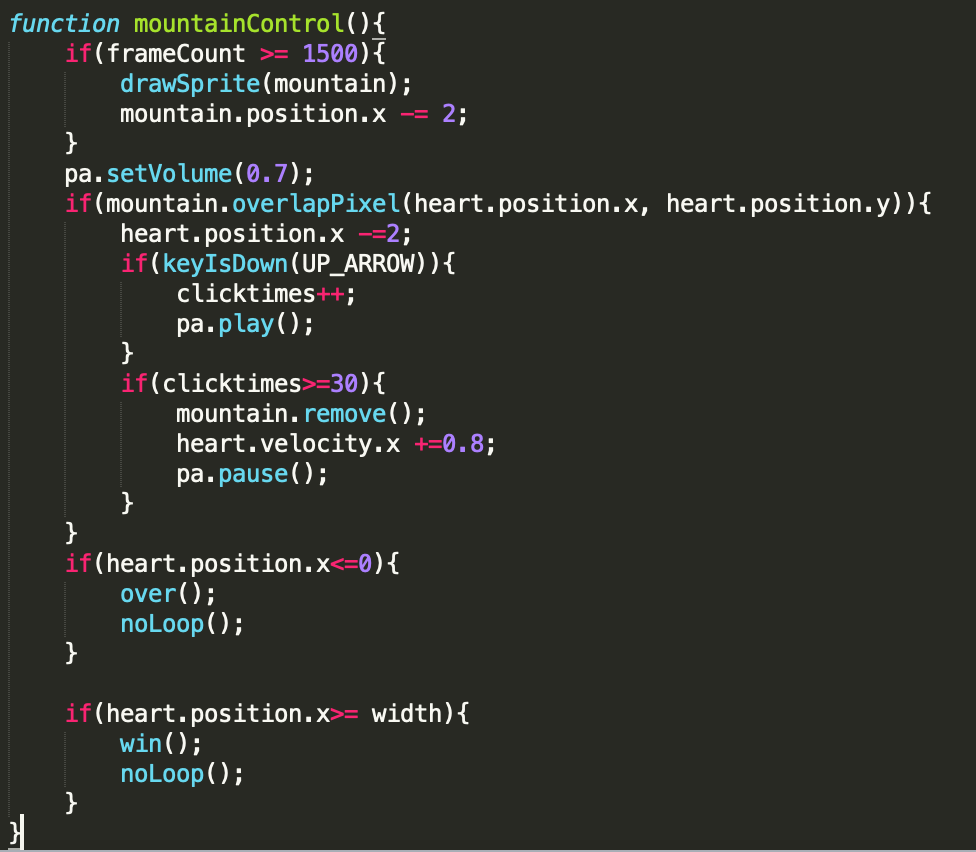 function mountainControl(){
    if(frameCount >= 1500){
        drawSprite(mountain);
        mountain.position.x -= 2;
    }
    pa.setVolume(0.7);
    if(mountain.overlapPixel(heart.position.x, heart.position.y)){
        heart.position.x -=2;
        if(keyIsDown(UP_ARROW)){
            clicktimes++;
            pa.play();
        }
        if(clicktimes>=30){
            mountain.remove();
            heart.velocity.x +=0.8;
            pa.pause();
        }
    }
    if(heart.position.x<=0){
        over();
        noLoop();
    }

    if(heart.position.x>= width){
        win();
        noLoop();
    }
}